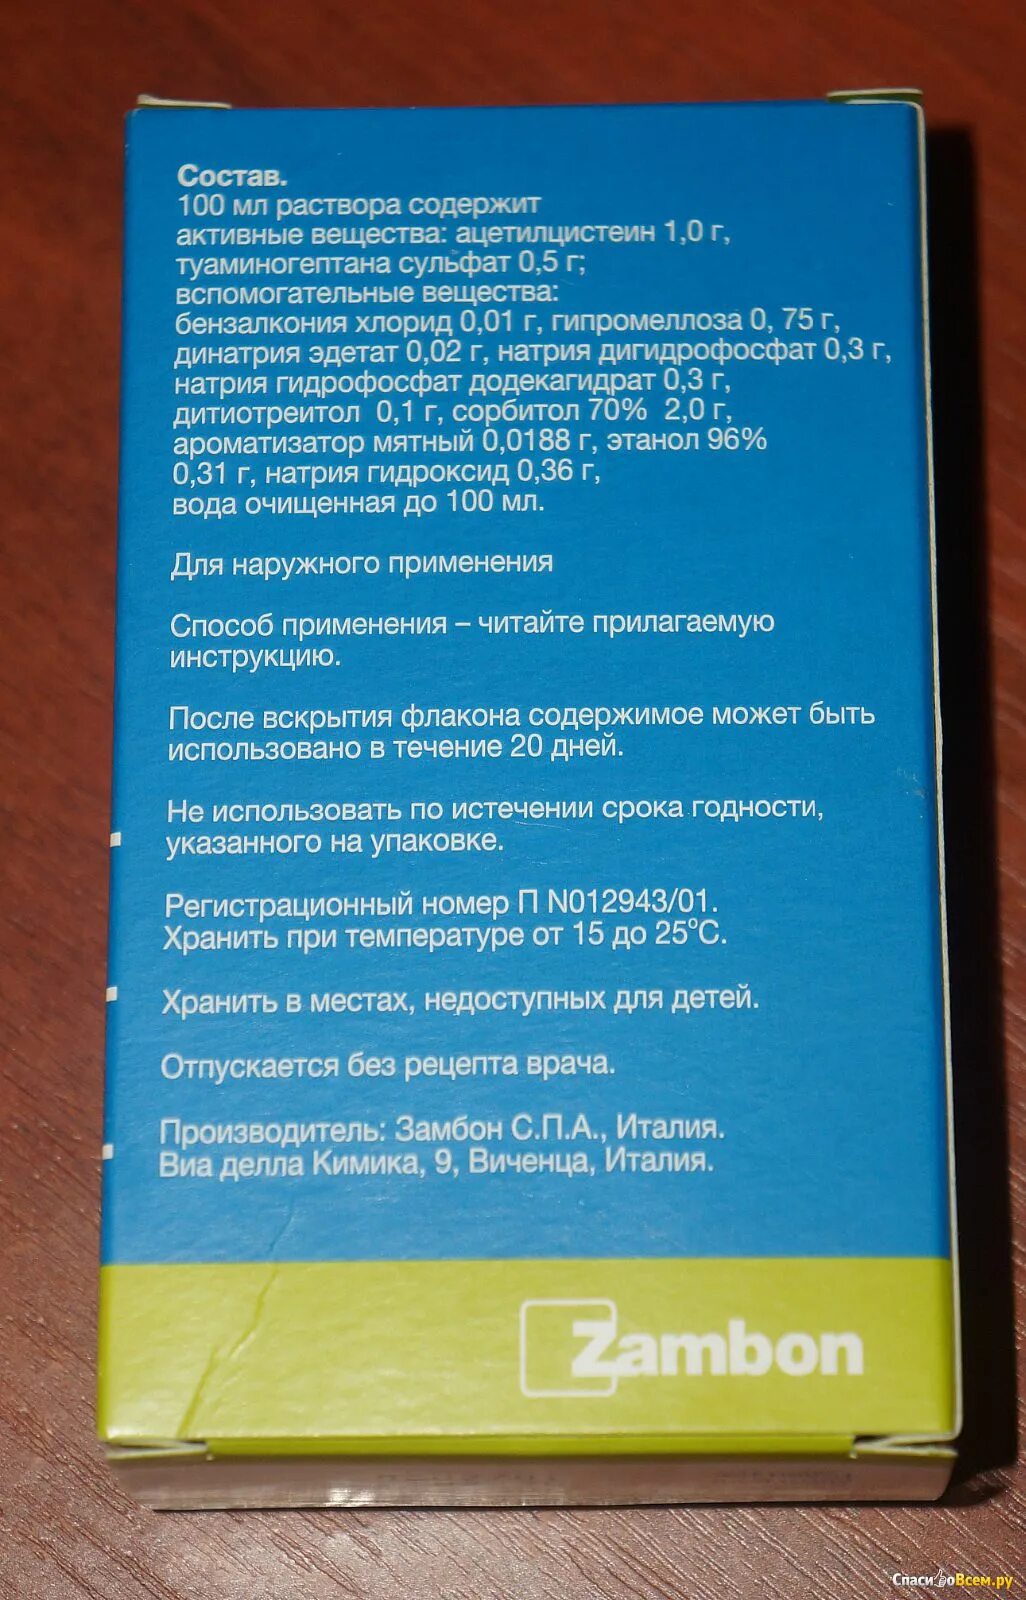 Состав.
100 мл раствора содержит
активные вещества: ацетилцистеин 1,0 г,
туаминогептана сульфат 0,5 г;
вспомогательные вещества:
бензалкония хлорид 0,01 г, гипромеллоза 0, 75 г,
динатрия эдетат 0,02 г, натрия дигидрофосфат 0,3 г,
натрия гидрофосфат додекагидрат 0,3 г,
дитиотреитол 0,1 г, сорбитол 70% 2,0 г,
ароматизатор мятный 0,0188 г, этанол 96%
0,31 г, натрия гидроксид 0,36 г,
вода очищенная до 100 мл.
Для наружного применения
Способ применения – читайте прилагаемую
инструкцию.
После вскрытия флакона содержимое может быть
использовано в течение 20 дней.
Не использовать по истечении срока годности,
указанного на упаковке.
Регистрационный номер П N012943/01.
Хранить при температуре от 15 до 25°С.
Хранить в местах, недоступных для детей.
Отпускается без рецепта врача.
Производитель: Замбон С.П.А., Италия.
Виа делла Кимика, 9, Виченца, Италия.
Zambon
СпасибоВсем.ру